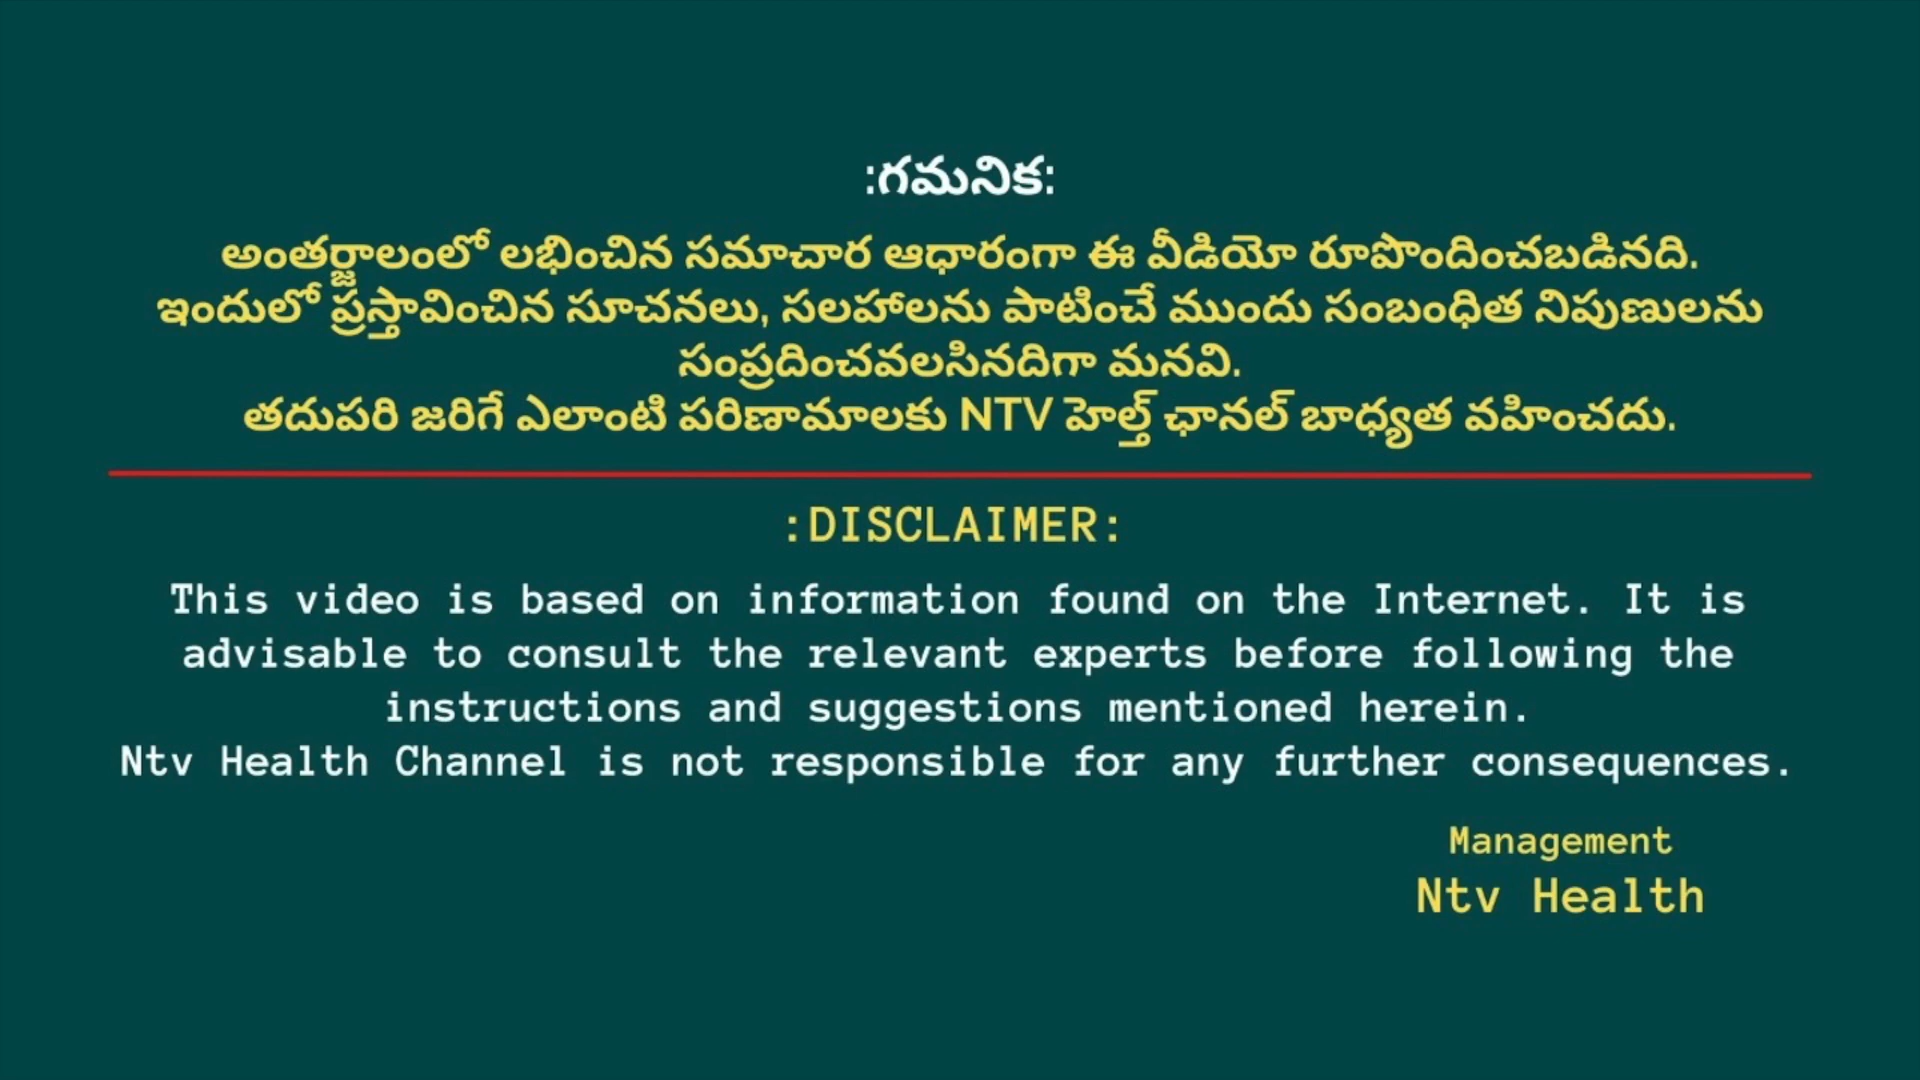 :గమనిక:
అంతర్జాలంలో లభించిన సమాచార ఆధారంగా ఈ వీడియో రూపొందించబడినది.
ఇందులో ప్రస్తావించిన సూచనలు, సలహాలను పాటించే ముందు సంబంధిత నిపుణులను
సంప్రదించవలసినదిగా మనవి.
తదుపరి జరిగే ఎలాంటి పరిణామాలకు NTV హెల్త్ ఛానల్ బాధ్యత వహించదు.
:DISCLAIMER:
This video is based on information found on the Internet. It is
advisable to consult the relevant experts before following the
instructions and suggestions mentioned herein.
Ntv Health Channel is not responsible for any further consequences.
Management
Ntv Health